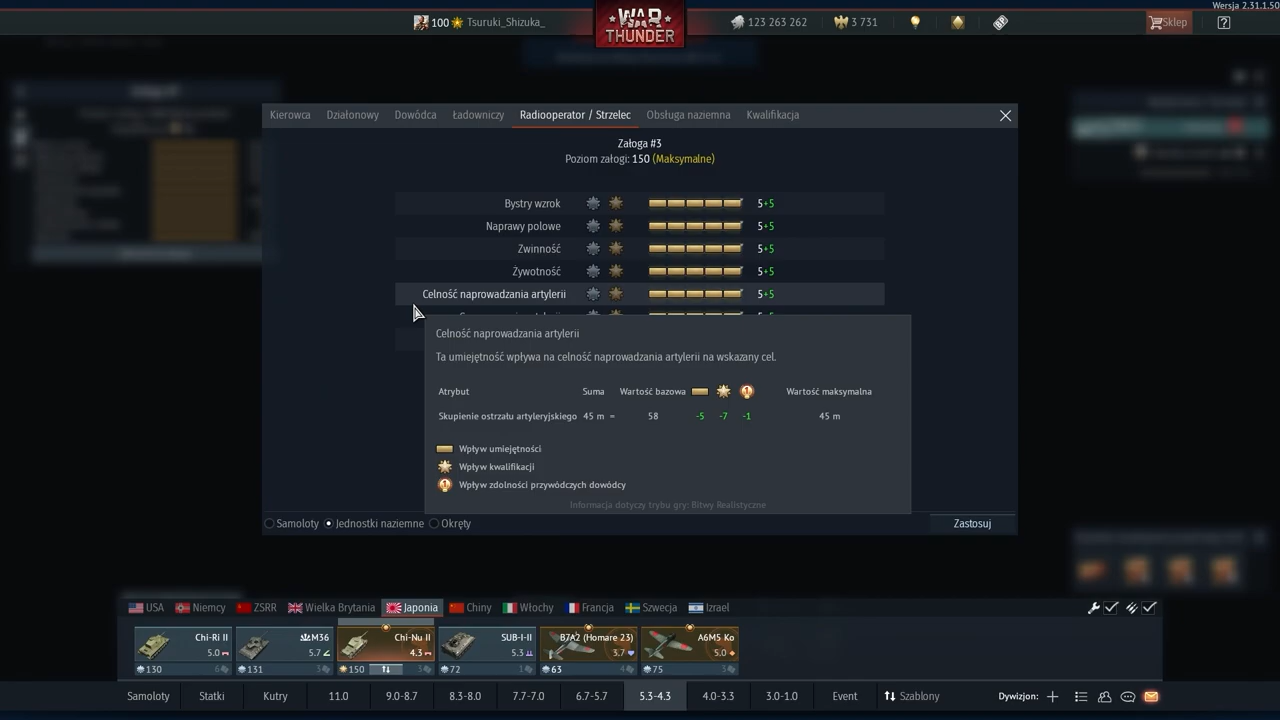 Wersja 2.31.1.50
100 Tsuruki_Shizuka_
WAR THUNDER
123 263 262
3 731
Sklep
Kierowca Działonowy Dowódca Ładowniczy Radiooperator / Strzelec Obsługa naziemna Kwalifikacja
Załoga #3
Poziom załogi: 150 (Maksymalne)
Bystry wzrok 5+5
Naprawy polowe 5+5
Zwinność 5+5
Żywotność 5+5
Celność naprowadzania artylerii 5+5
Celność naprowadzania artylerii
Ta umiejętność wpływa na celność naprowadzania artylerii na wskazany cel.
Atrybut Suma Wartość bazowa Wartość maksymalna
Skupienie ostrzału artyleryjskiego 45 m = 58 -5 -7 -1 45 m
Wpływ umiejętności
Wpływ kwalifikacji
Wpływ zdolności przywódczych dowódcy
Informacja dotyczy trybu gry: Bitwy Realistyczne
Samoloty Jednostki naziemne Okręty Zastosuj
USA Niemcy ZSRR Wielka Brytania Japonia Chiny Włochy Francja Szwecja Izrael
Chi-Ri II M36 Chi-Nu II SUB-I-II B7A2 (Homare 23) A6M5 Ko
5.0 5.7 4.3 5.3 3.7 5.0
130 6 131 3 150 3 72 1 63 3 75 3
Samoloty Statki Kutry 11.0 9.0-8.7 8.3-8.0 7.7-7.0 6.7-5.7 5.3-4.3 4.0-3.3 3.0-1.0 Event Szablony Dywizjon: